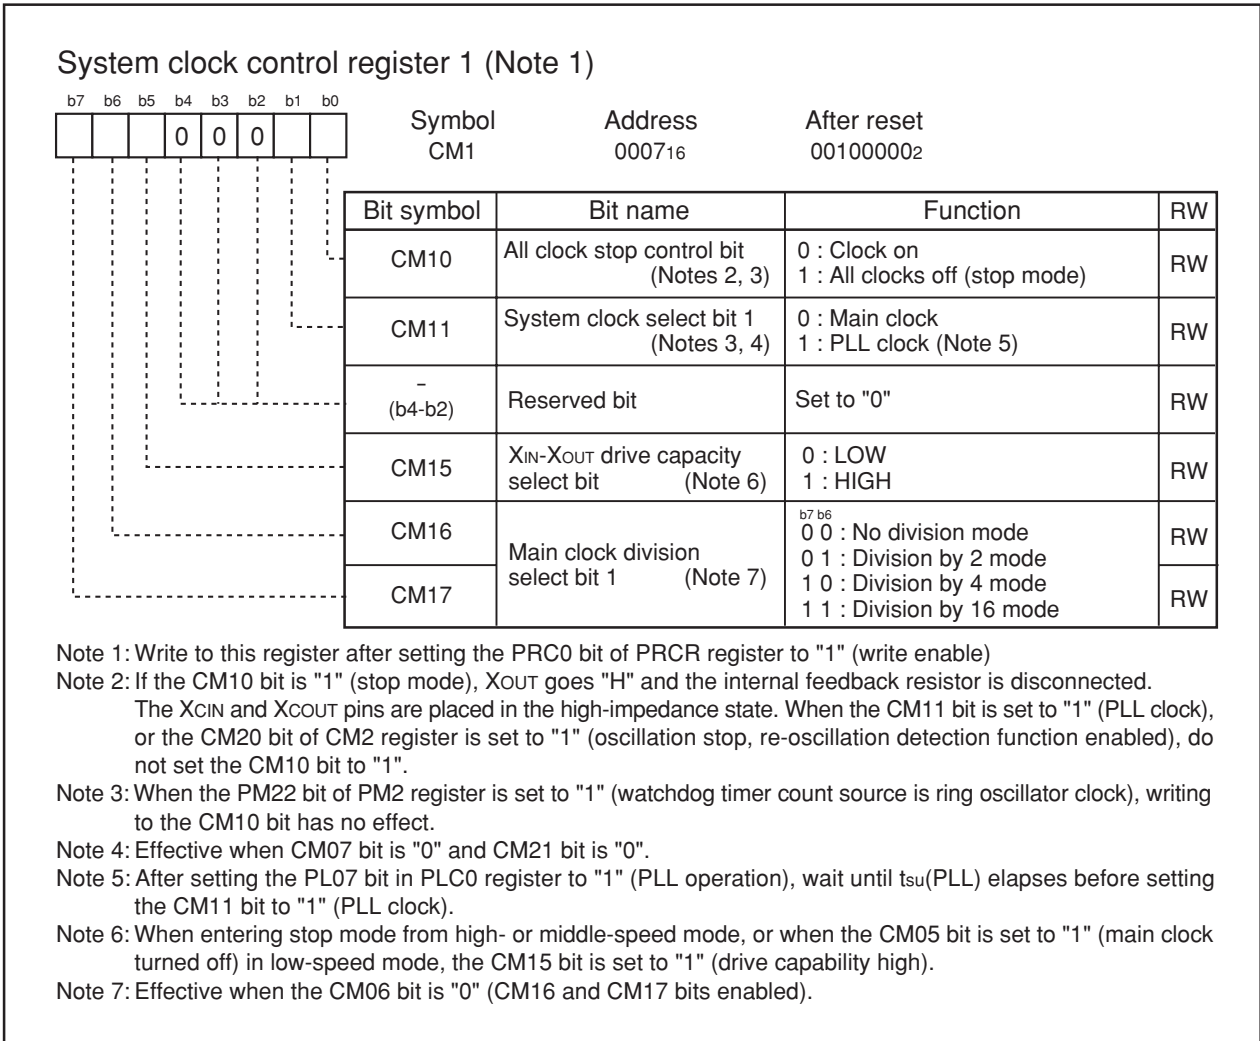 System clock control register 1 (Note 1)
b7 b6 b5 b4 b3 b2 b1 b0
0 0 0
Symbol Address After reset
CM1 000716 001000002
Bit symbol Bit name Function RW
CM10 All clock stop control bit (Notes 2, 3) 0 : Clock on RW
1 : All clocks off (stop mode)
CM11 System clock select bit 1 (Notes 3, 4) 0 : Main clock RW
1 : PLL clock (Note 5)
– (b4-b2) Reserved bit Set to "0" RW
CM15 XIN-XOUT drive capacity select bit (Note 6) 0 : LOW RW
1 : HIGH
CM16 Main clock division select bit 1 (Note 7) b7 b6 RW
0 0 : No division mode
0 1 : Division by 2 mode
CM17 1 0 : Division by 4 mode RW
1 1 : Division by 16 mode
Note 1: Write to this register after setting the PRC0 bit of PRCR register to "1" (write enable)
Note 2: If the CM10 bit is "1" (stop mode), XOUT goes "H" and the internal feedback resistor is disconnected.
The XCIN and XCOUT pins are placed in the high-impedance state. When the CM11 bit is set to "1" (PLL clock),
or the CM20 bit of CM2 register is set to "1" (oscillation stop, re-oscillation detection function enabled), do
not set the CM10 bit to "1".
Note 3: When the PM22 bit of PM2 register is set to "1" (watchdog timer count source is ring oscillator clock), writing
to the CM10 bit has no effect.
Note 4: Effective when CM07 bit is "0" and CM21 bit is "0".
Note 5: After setting the PL07 bit in PLC0 register to "1" (PLL operation), wait until tsu(PLL) elapses before setting
the CM11 bit to "1" (PLL clock).
Note 6: When entering stop mode from high- or middle-speed mode, or when the CM05 bit is set to "1" (main clock
turned off) in low-speed mode, the CM15 bit is set to "1" (drive capability high).
Note 7: Effective when the CM06 bit is "0" (CM16 and CM17 bits enabled).